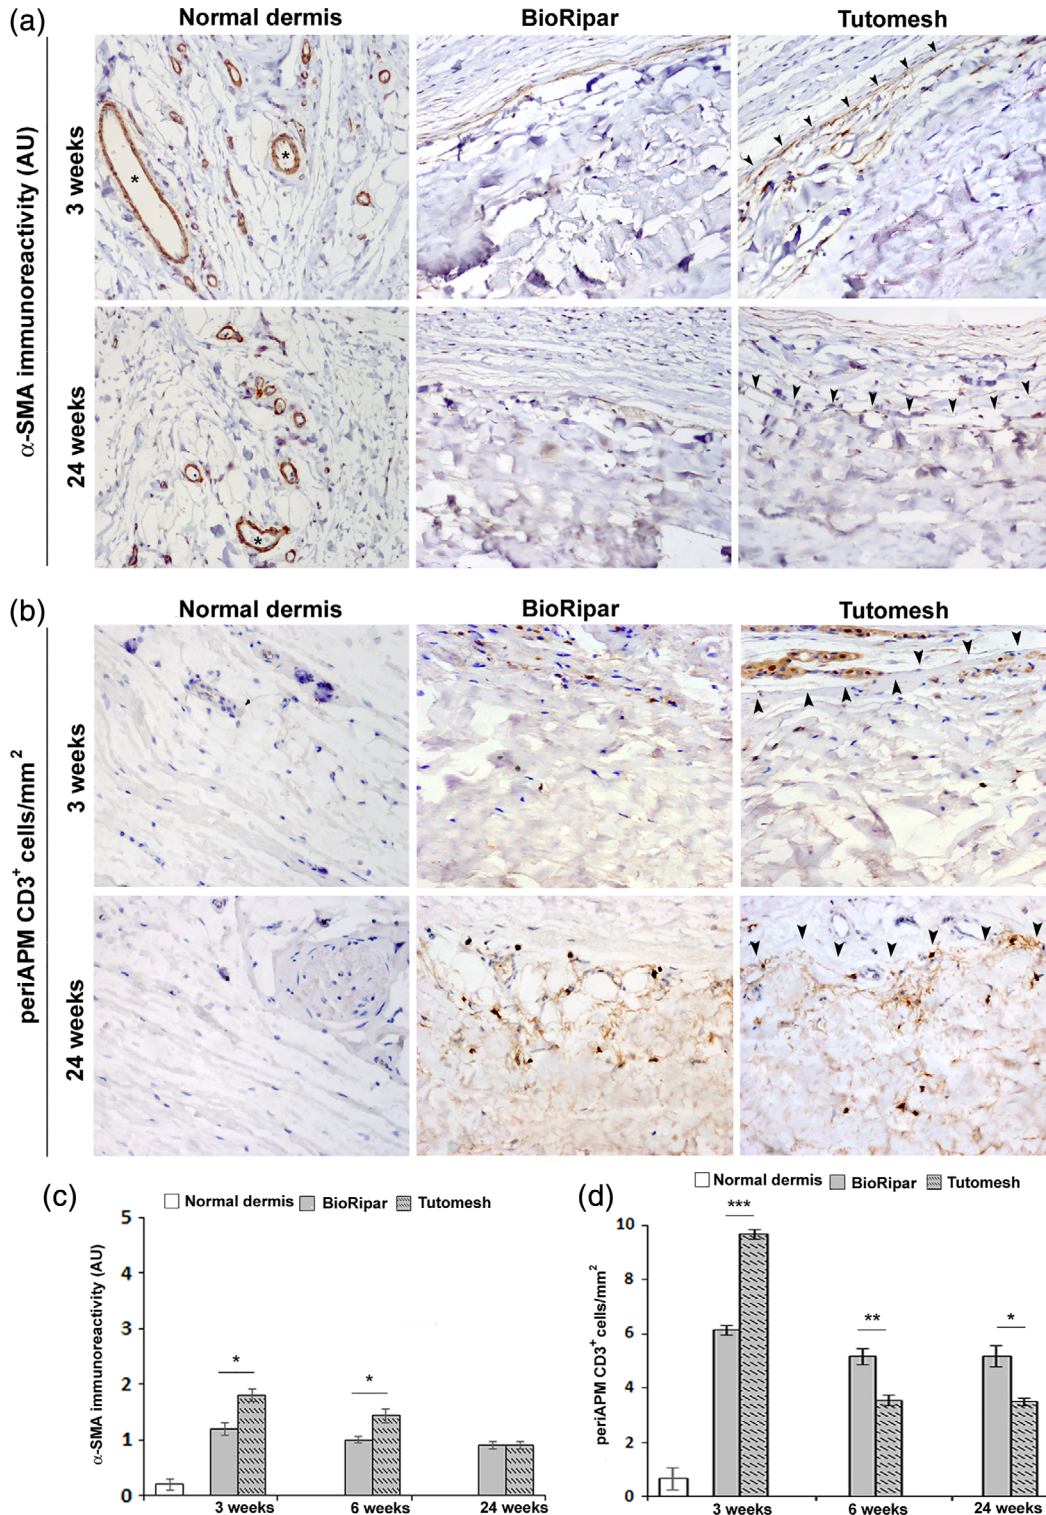 (a)
Normal dermis BioRipar Tutomesh
α-SMA immunoreactivity (AU)
3 weeks
*
*
24 weeks
*
(b)
Normal dermis BioRipar Tutomesh
periAPM CD3+ cells/mm2
3 weeks
24 weeks
(c)
Normal dermis BioRipar Tutomesh
α-SMA immunoreactivity (AU)
5
4
3
2
1
0
* *
3 weeks 6 weeks 24 weeks
(d)
Normal dermis BioRipar Tutomesh
periAPM CD3+ cells/mm2
10
8
6
4
2
0
*** ** *
3 weeks 6 weeks 24 weeks